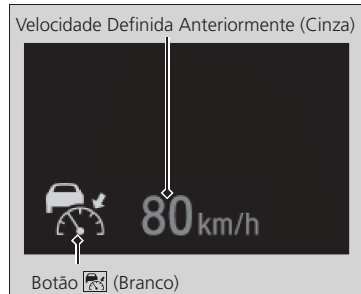 Velocidade Definida Anteriormente (Cinza)
80 km/h
Botão (Branco)